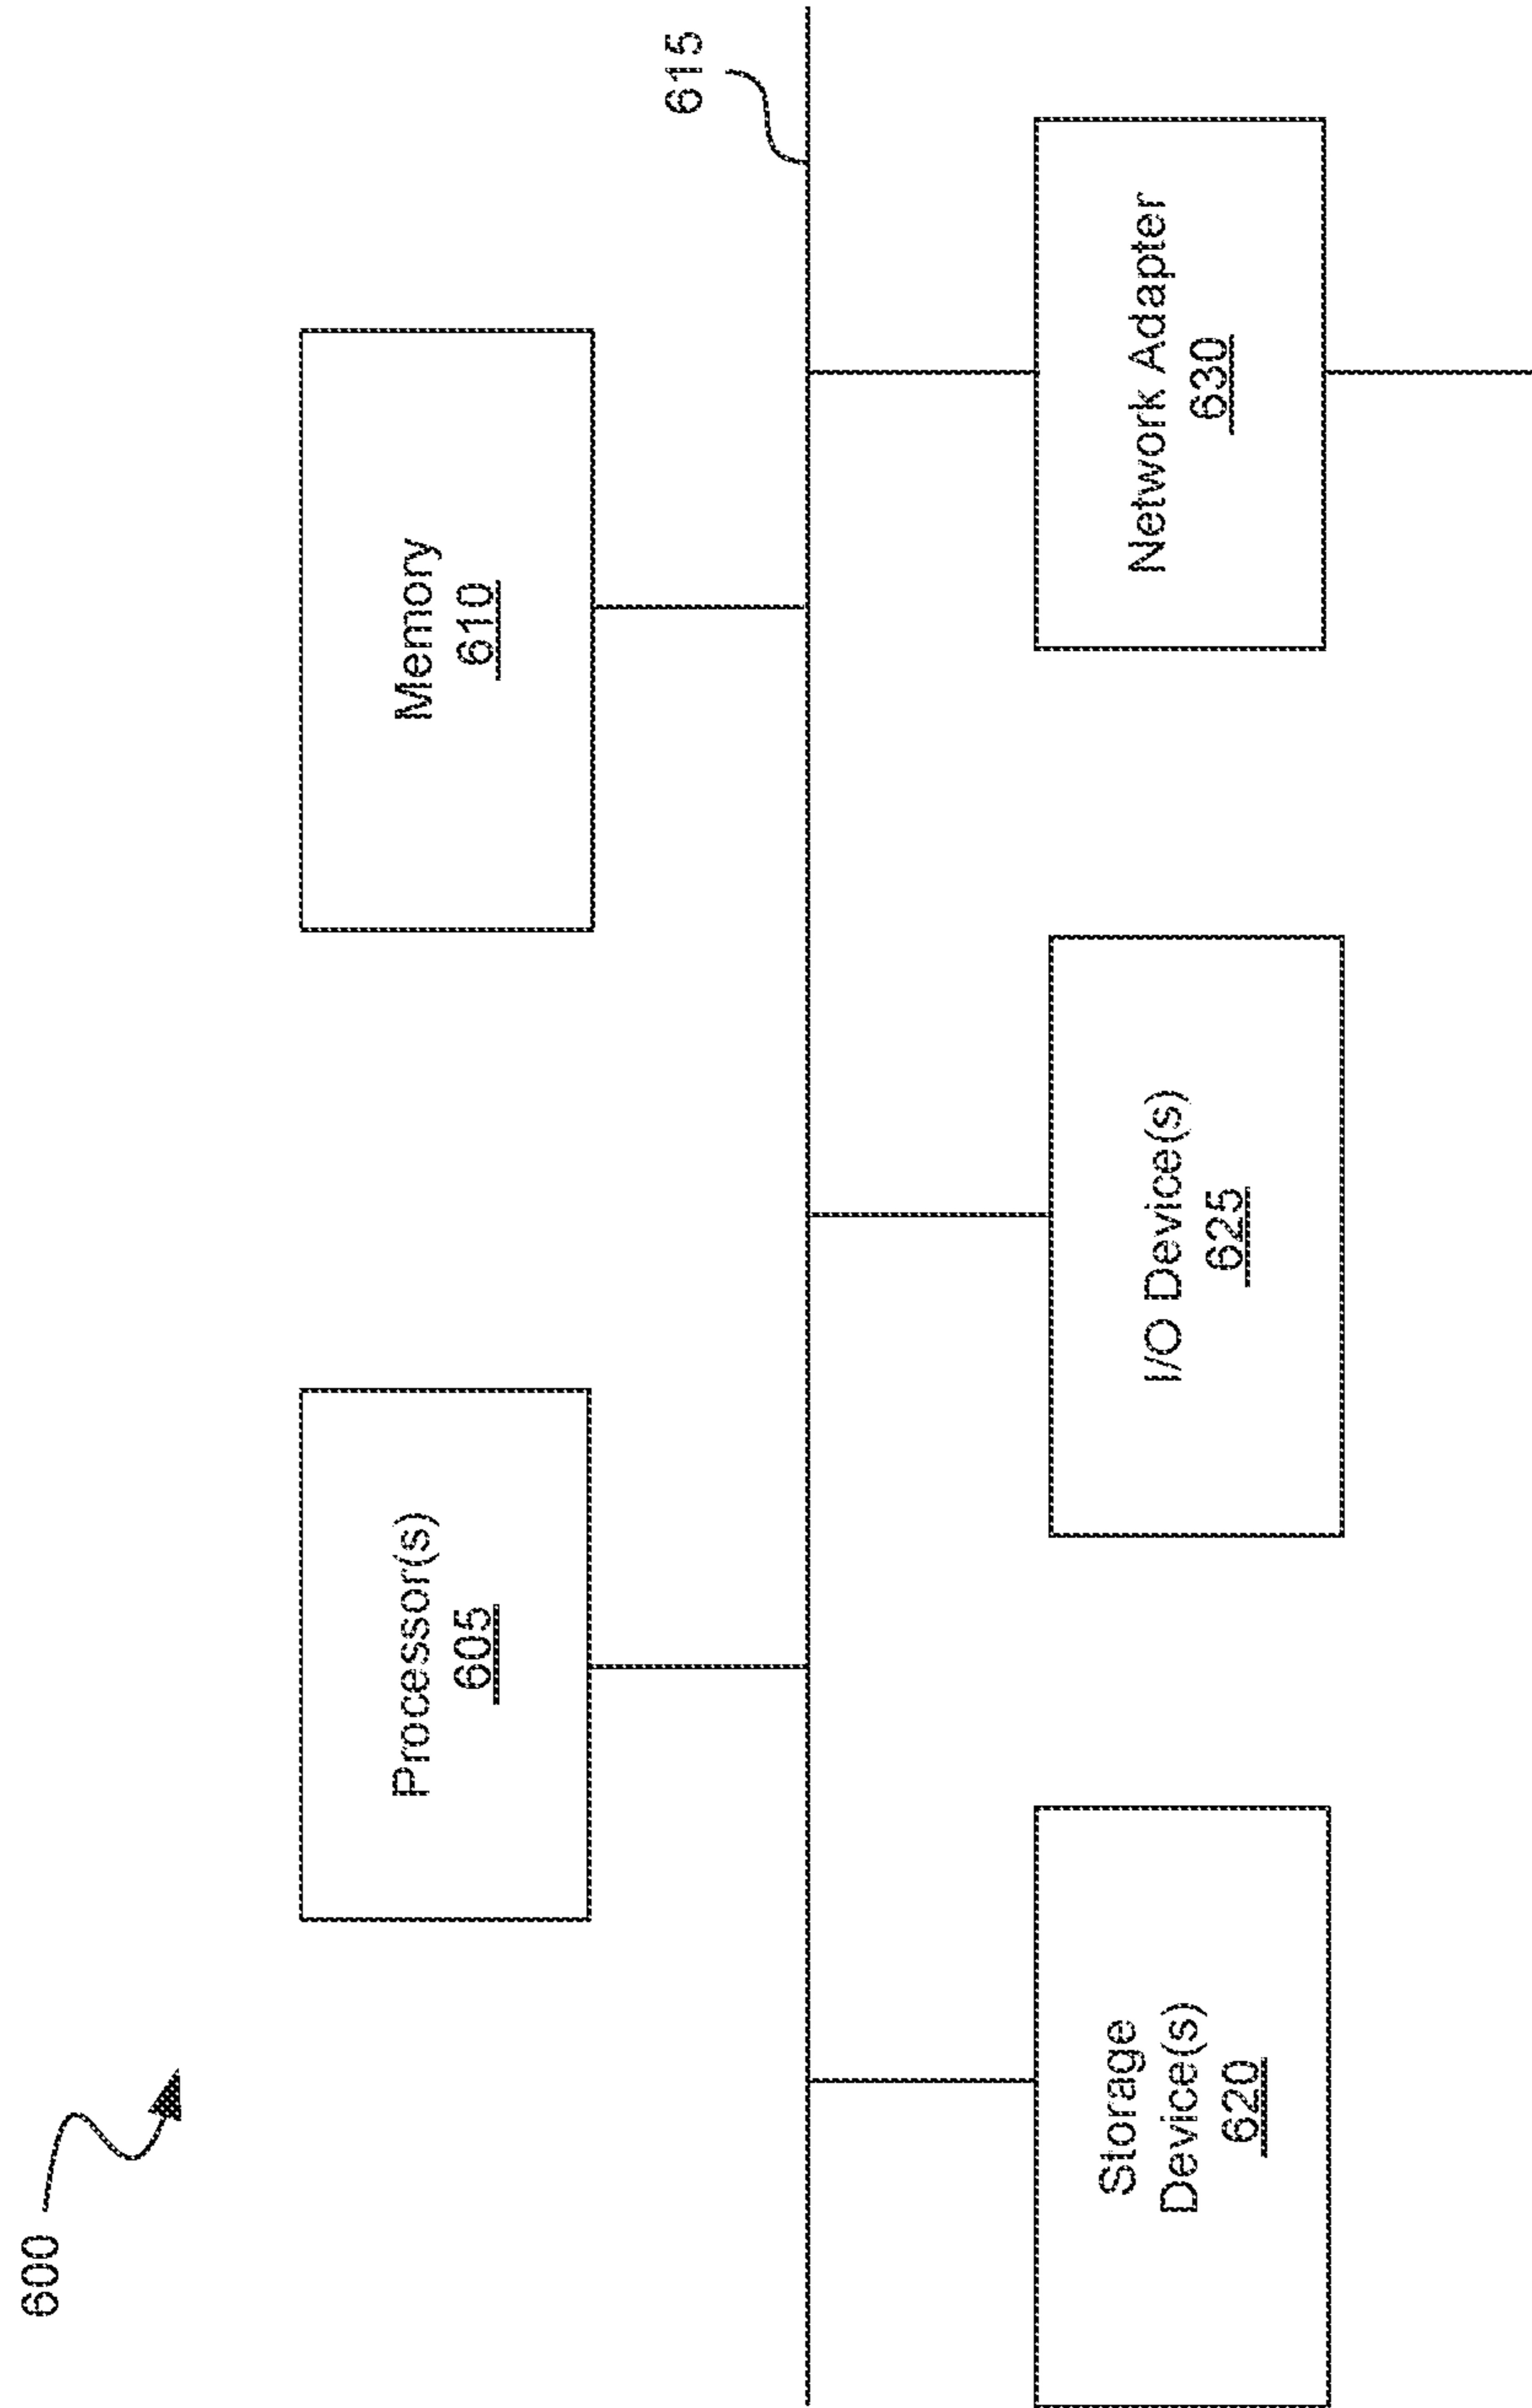 600
Processor(s)
605
Memory
610
615
Storage
Device(s)
620
I/O Device(s)
625
Network Adapter
630